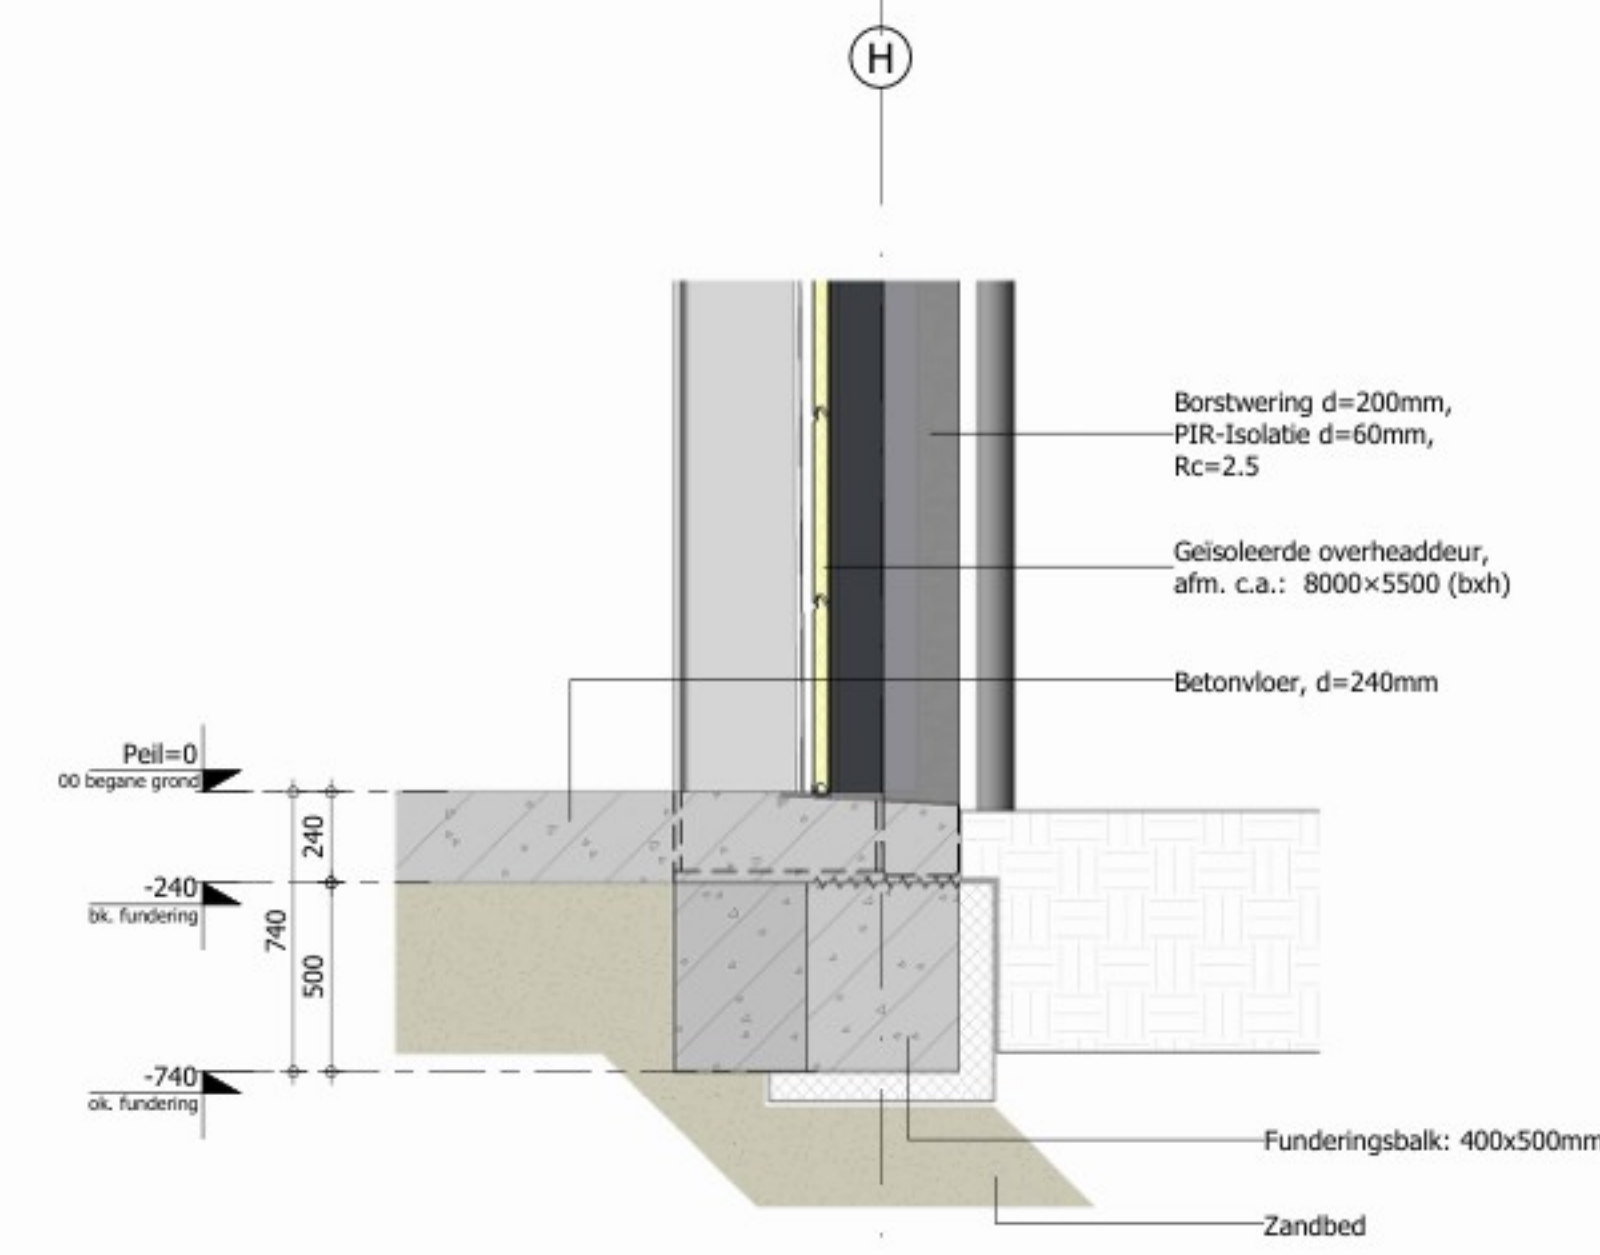 H
Borstwering d=200mm,
PIR-Isolatie d=60mm,
Rc=2.5
Geïsoleerde overheaddeur,
afm. c.a.: 8000×5500 (bxh)
Betonvloer, d=240mm
Peil=0
00 begane grond
240
-240
bk. fundering
740
500
-740
ok. fundering
Funderingsbalk: 400x500mm
Zandbed